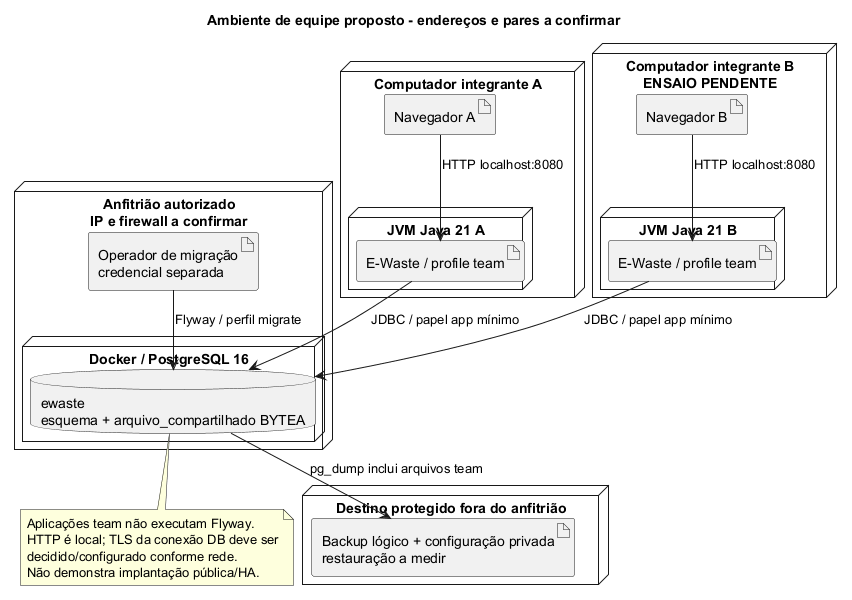 Ambiente de equipe proposto - endereços e pares a confirmar
Computador integrante A
Navegador A
HTTP localhost:8080
JVM Java 21 A
E-Waste / profile team
Computador integrante B
ENSAIO PENDENTE
Navegador B
HTTP localhost:8080
JVM Java 21 B
E-Waste / profile team
Anfitrião autorizado
IP e firewall a confirmar
Operador de migração
credencial separada
Flyway / perfil migrate
JDBC / papel app mínimo
JDBC / papel app mínimo
Docker / PostgreSQL 16
ewaste
esquema + arquivo_compartilhado BYTEA
pg_dump inclui arquivos team
Aplicações team não executam Flyway.
HTTP é local; TLS da conexão DB deve ser
decidido/configurado conforme rede.
Não demonstra implantação pública/HA.
Destino protegido fora do anfitrião
Backup lógico + configuração privada
restauração a medir